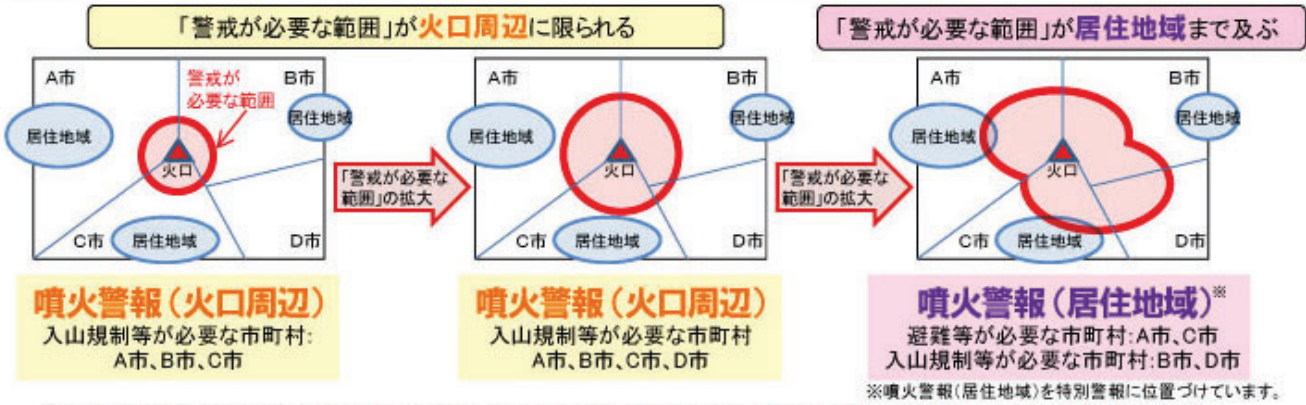 「警戒が必要な範囲」が火口周辺に限られる
「警戒が必要な範囲」が居住地域まで及ぶ
A市
B市
警戒が
必要な範囲
居住地域
居住地域
火口
C市
居住地域
D市
「警戒が必要な
範囲」の拡大
A市
B市
居住地域
居住地域
火口
C市
居住地域
D市
「警戒が必要な
範囲」の拡大
A市
B市
居住地域
居住地域
火口
C市
居住地域
D市
噴火警報(火口周辺)
入山規制等が必要な市町村:
A市、B市、C市
噴火警報(火口周辺)
入山規制等が必要な市町村
A市、B市、C市、D市
噴火警報(居住地域)※
避難等が必要な市町村:A市、C市
入山規制等が必要な市町村:B市、D市
※噴火警報(居住地域)を特別警報に位置づけています。